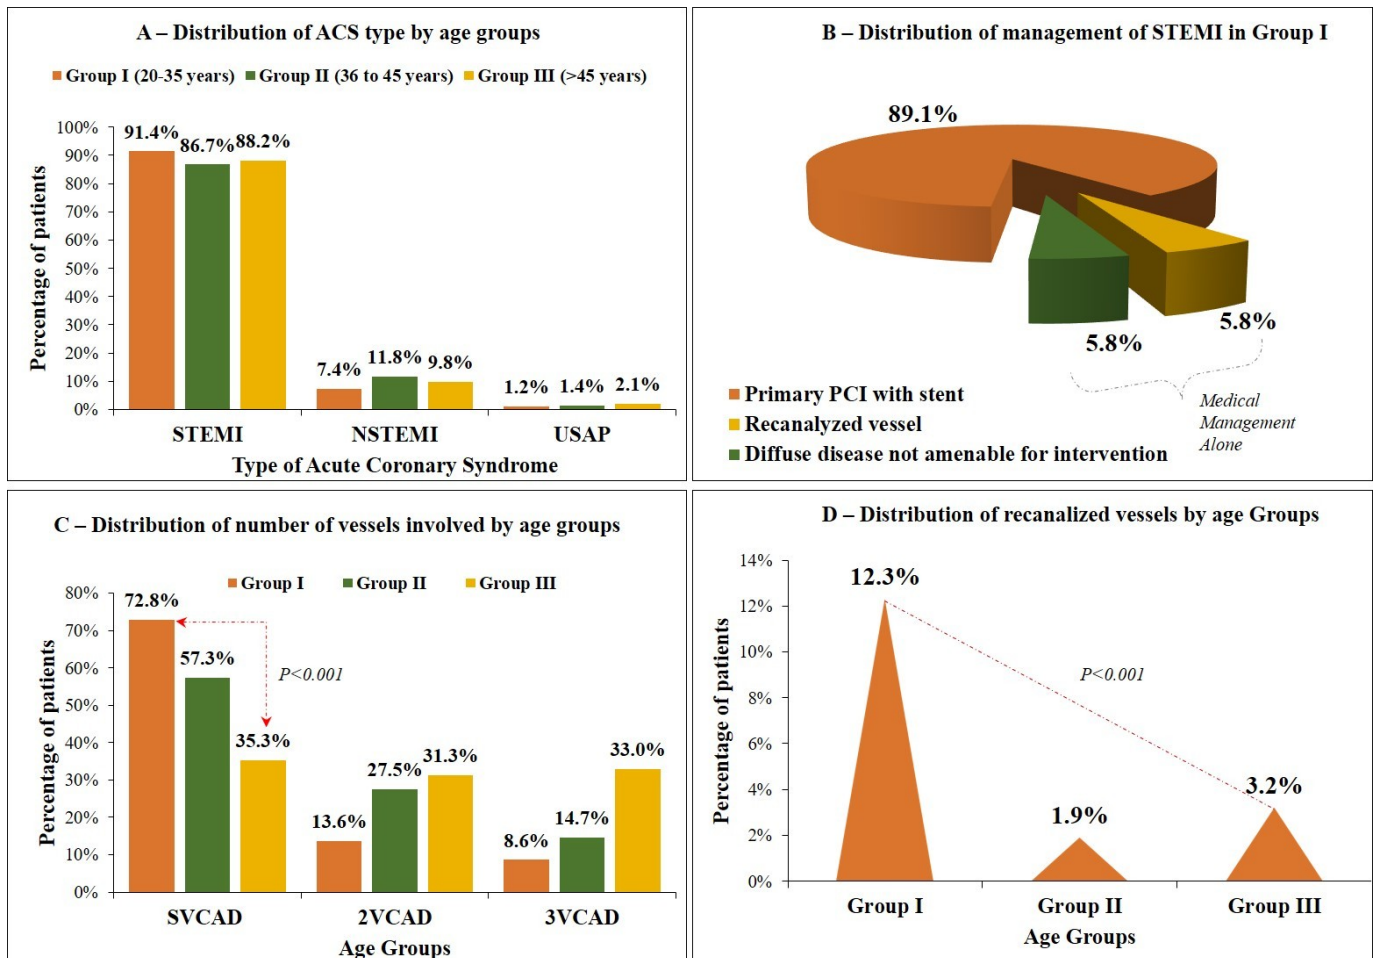 A – Distribution of ACS type by age groups
Group I (20-35 years) Group II (36 to 45 years) Group III (>45 years)
Percentage of patients
100%
90%
80%
70%
60%
50%
40%
30%
20%
10%
0%
91.4% 86.7% 88.2%
7.4% 11.8% 9.8%
1.2% 1.4% 2.1%
STEMI NSTEMI USAP
Type of Acute Coronary Syndrome
B – Distribution of management of STEMI in Group I
89.1%
5.8%
5.8%
Primary PCI with stent
Recanalyzed vessel
Diffuse disease not amenable for intervention
Medical
Management
Alone
C – Distribution of number of vessels involved by age groups
Group I Group II Group III
Percentage of patients
80%
70%
60%
50%
40%
30%
20%
10%
0%
72.8% 57.3% 35.3%
P<0.001
13.6% 27.5% 31.3%
8.6% 14.7% 33.0%
SVCAD 2VCAD 3VCAD
Age Groups
D – Distribution of recanalized vessels by age Groups
Percentage of patients
14%
12%
10%
8%
6%
4%
2%
0%
12.3%
P<0.001
1.9%
3.2%
Group I Group II Group III
Age Groups